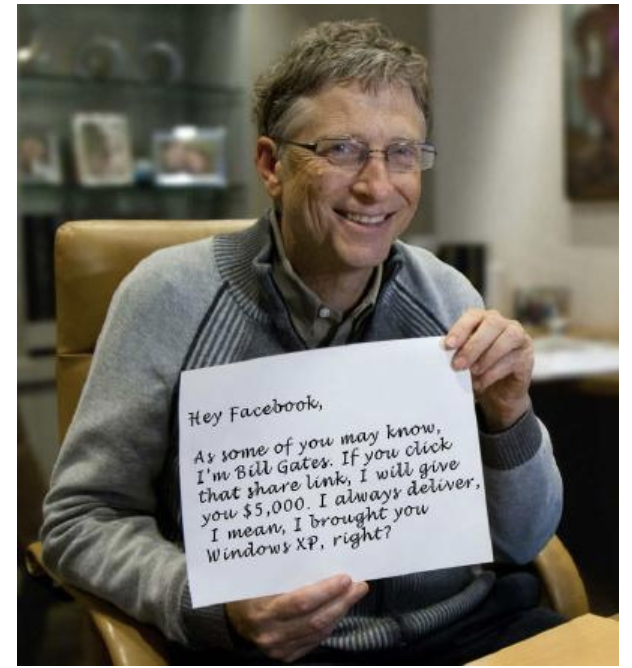 Hey Facebook,
As some of you may know,
I'm Bill Gates. If you click
that share link, I will give
you $5,000. I always deliver,
I mean, I brought you
Windows XP, right?